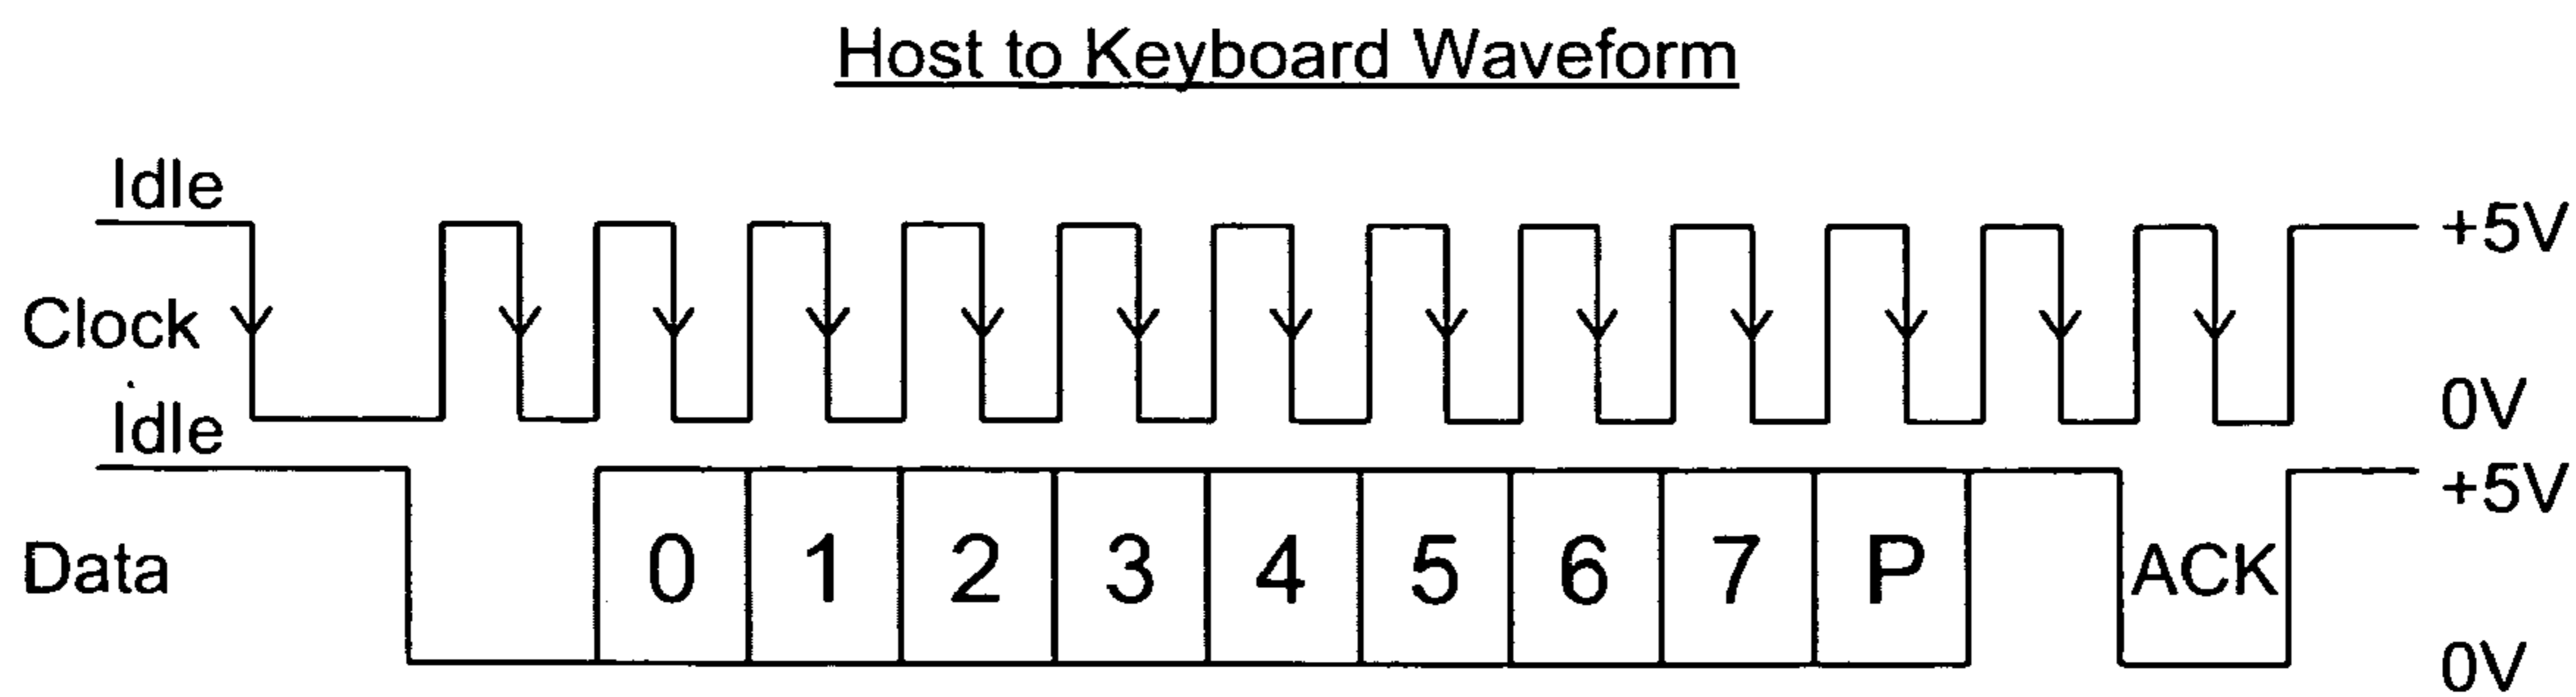 Host to Keyboard Waveform
Idle
+5V
Clock
0V
Idle
+5V
Data 0 1 2 3 4 5 6 7 P ACK
0V